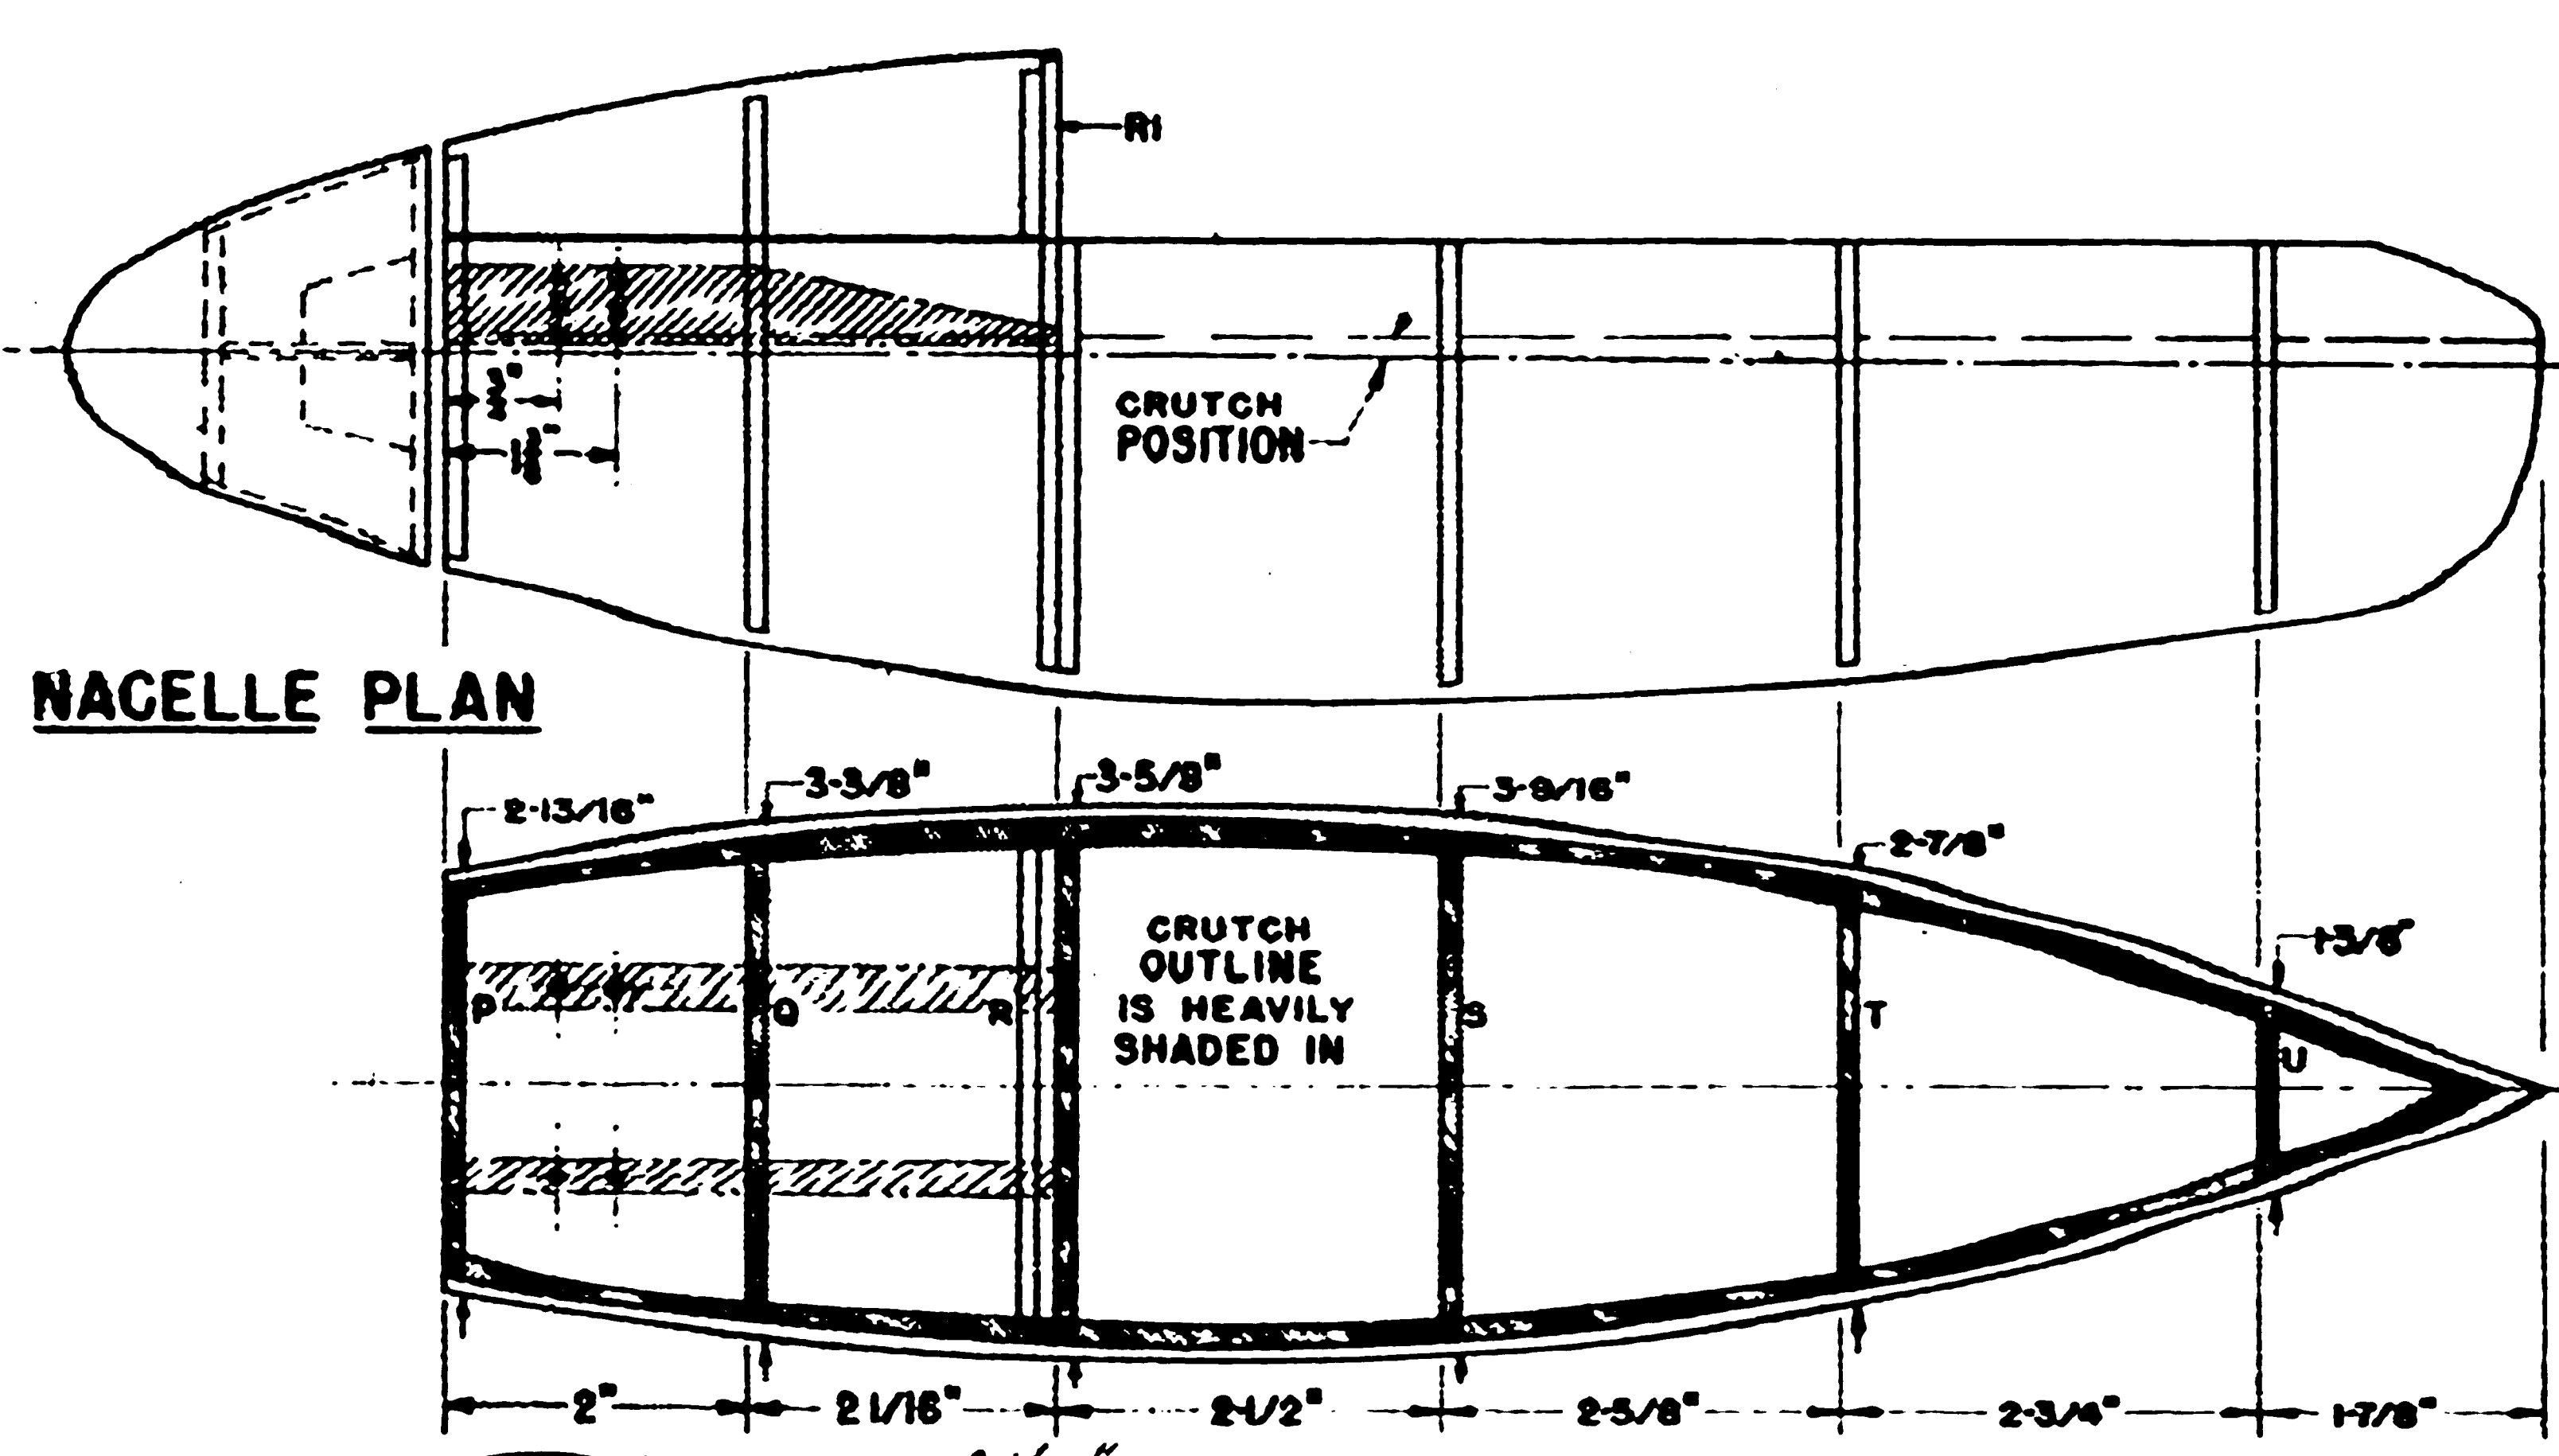 R1
3/4"
CRUTCH
POSITION
NACELLE PLAN
2-13/16"
3-3/8"
3-5/8"
3-9/16"
2-7/8"
1-3/8"
CRUTCH
OUTLINE
IS HEAVILY
SHADED IN
P
Q
R
S
T
U
2"
2 1/16"
2-1/2"
2-5/8"
2-3/4"
1-7/8"